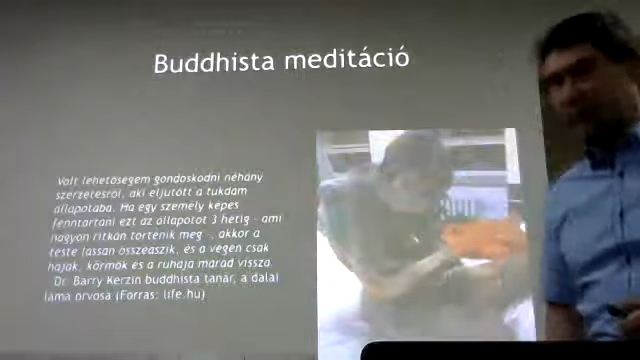 Buddhista meditáció
Volt lehetőségem gondoskodni néhány
szerzetesről, aki eljutott a tukdam
állapotába. Ha egy személy képes
fenntartani ezt az állapotot 3 hétig - ami
nagyon ritkán történik meg -, akkor a
teste lassan összeaszik, és a végén csak
hajak, körmök és a ruhája marad vissza.
Dr. Barry Kerzin buddhista tanár, a dalai
láma orvosa (Forrás: life.hu)